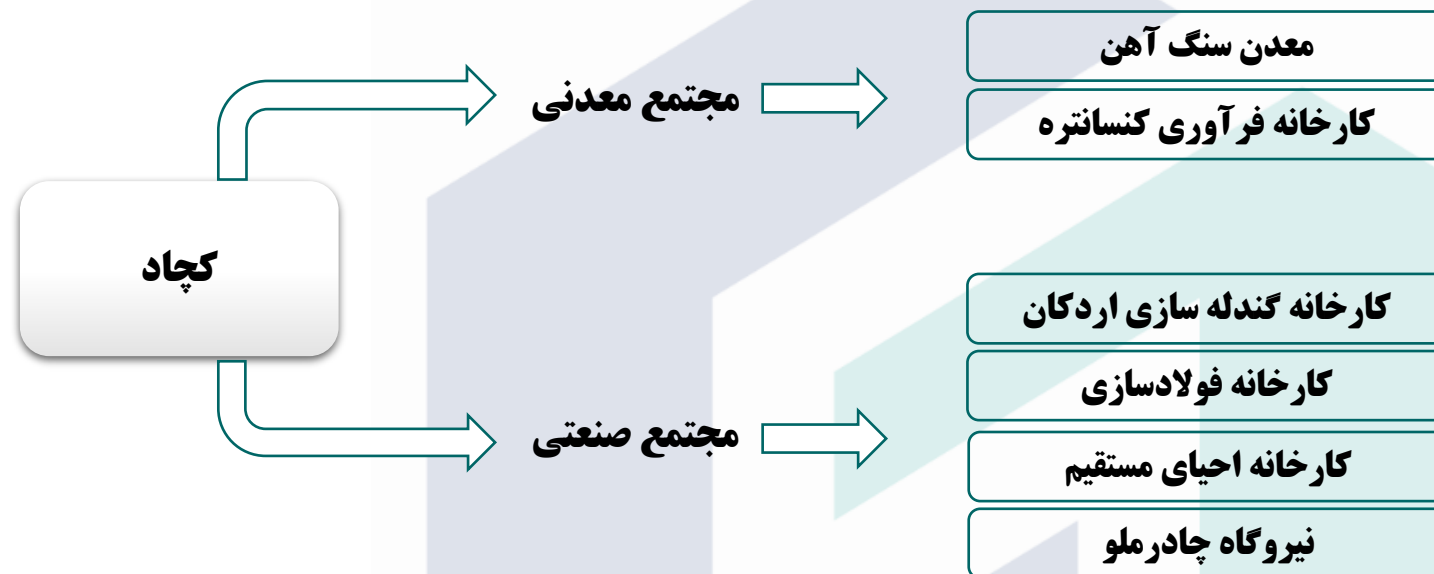 کچاد
مجتمع معدنی
معدن سنگ آهن
کارخانه فرآوری کنسانتره
مجتمع صنعتی
کارخانه گندله سازی اردکان
کارخانه فولادسازی
کارخانه احیای مستقیم
نیروگاه چادرملو